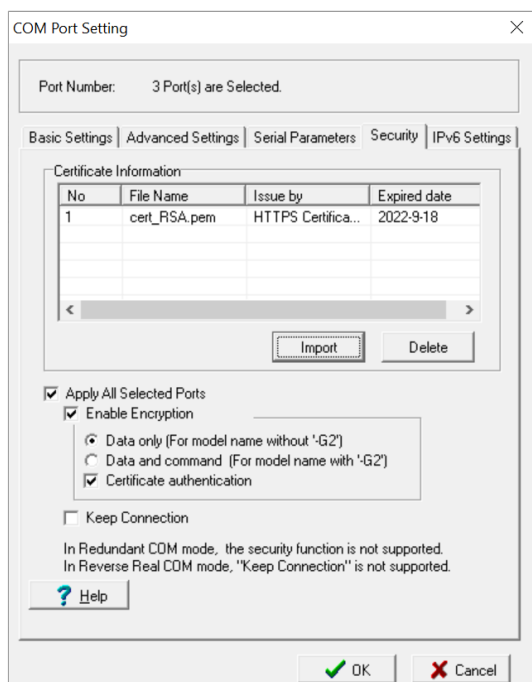 COM Port Setting
Port Number: 3 Port(s) are Selected.
Basic Settings Advanced Settings Serial Parameters Security IPv6 Settings
Certificate Information
No File Name Issue by Expired date
1 cert_RSA.pem HTTPS Certifica... 2022-9-18
Import Delete
Apply All Selected Ports
Enable Encryption
Data only (For model name without '-G2')
Data and command (For model name with '-G2')
Certificate authentication
Keep Connection
In Redundant COM mode, the security function is not supported.
In Reverse Real COM mode, "Keep Connection" is not supported.
? Help
OK Cancel